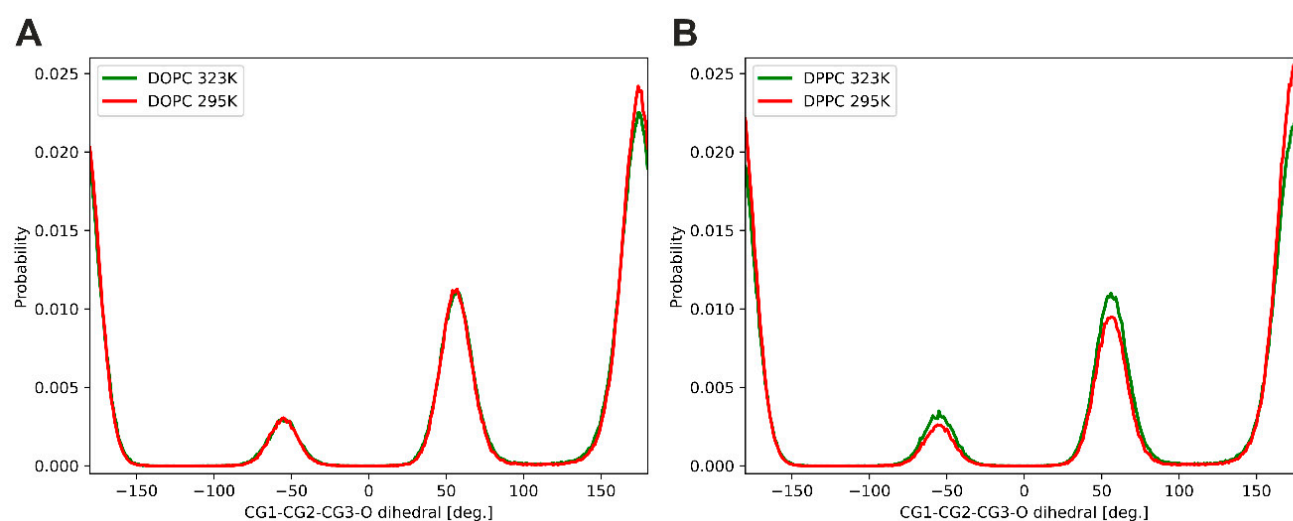 A
B
DOPC 323K
DOPC 295K
DPPC 323K
DPPC 295K
0.025
0.020
0.015
0.010
0.005
0.000
Probability
−150
−100
−50
0
50
100
150
CG1-CG2-CG3-O dihedral [deg.]
0.025
0.020
0.015
0.010
0.005
0.000
Probability
−150
−100
−50
0
50
100
150
CG1-CG2-CG3-O dihedral [deg.]